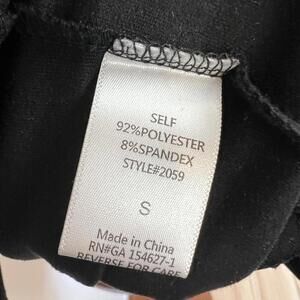 SELF
92%POLYESTER
8%SPANDEX
STYLE#2059
S
Made in China
RN#GA 154627-1
REVERSE FOR CARE